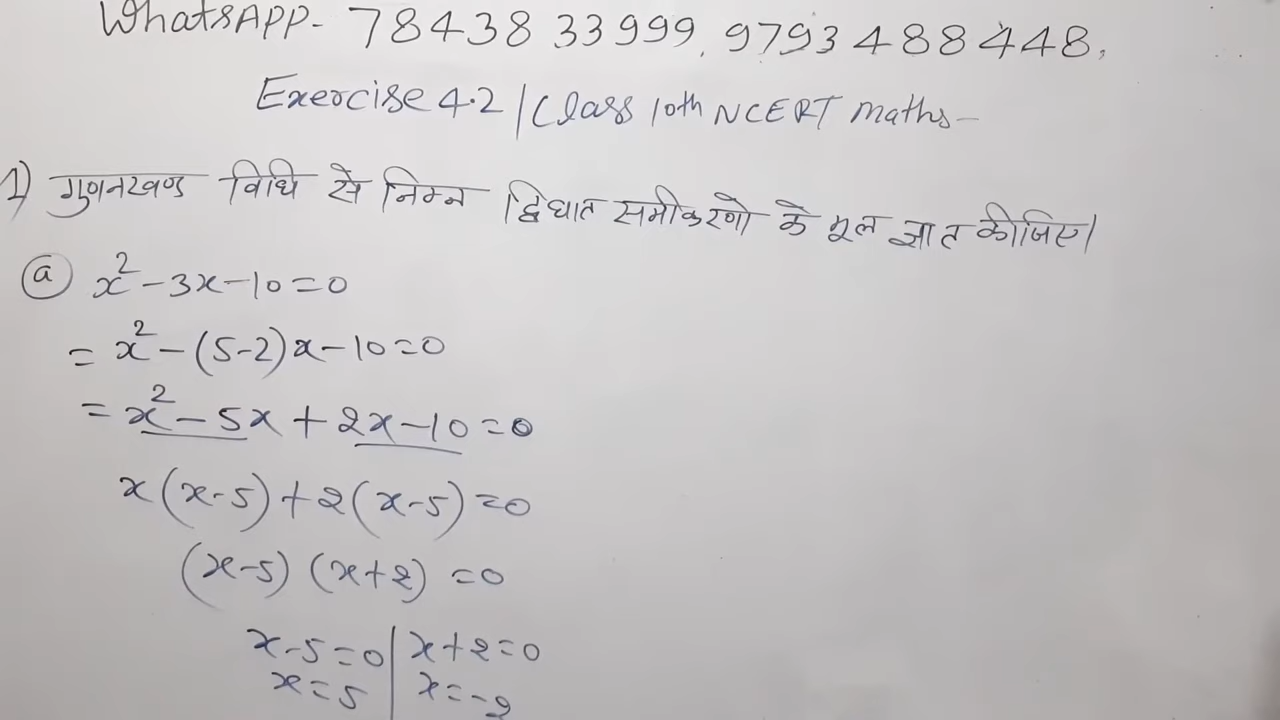 WhatsAPP- 7843833999, 9793488448,
Exercise 4.2 | Class 10th NCERT maths-
1) गुणनखण्ड विधि से निम्न द्विघात समीकरणो के मूल ज्ञात कीजिए।
(a) x² - 3x - 10 = 0
= x² - (5-2)x - 10 = 0
= x² - 5x + 2x - 10 = 0
x(x-5) + 2(x-5) = 0
(x-5) (x+2) = 0
x-5=0 | x+2=0
x=5 | x=-2